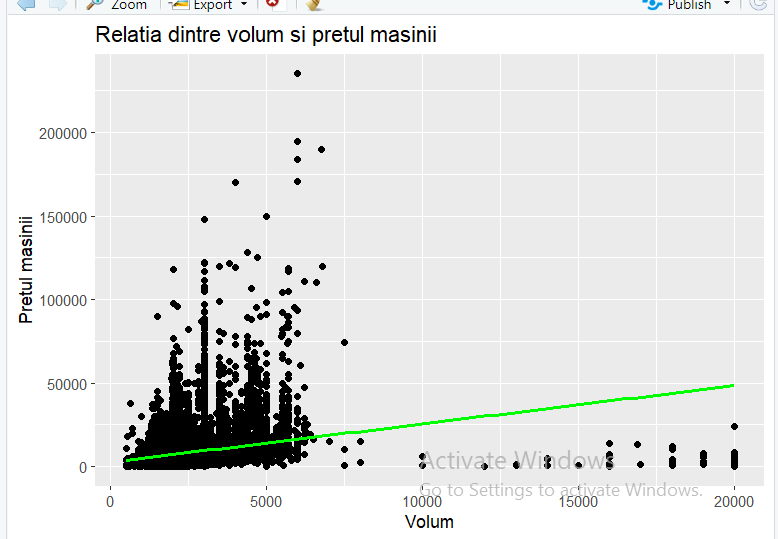 Zoom Export Publish
Relatia dintre volum si pretul masinii
200000
150000
100000
50000
0
Pretul masinii
0 5000 10000 15000 20000
Volum
Activate Windows
Go to Settings to activate Windows.